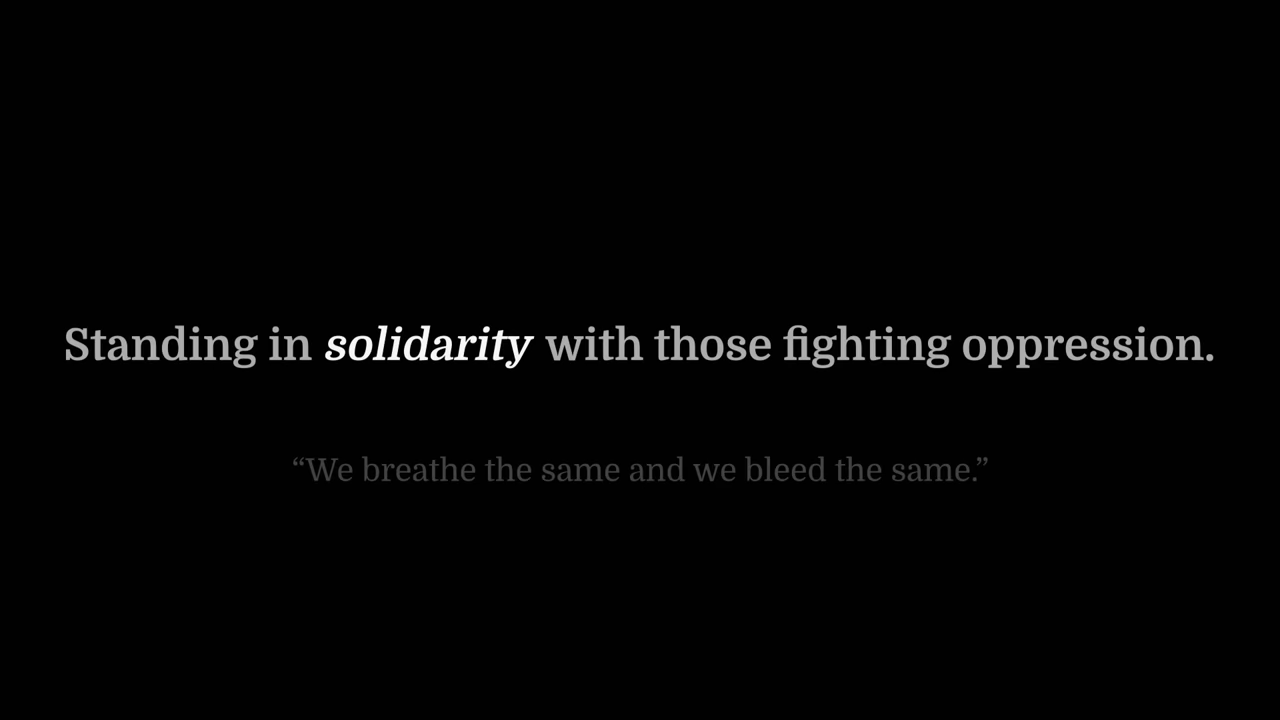 Standing in solidarity with those fighting oppression.
“We breathe the same and we bleed the same.”